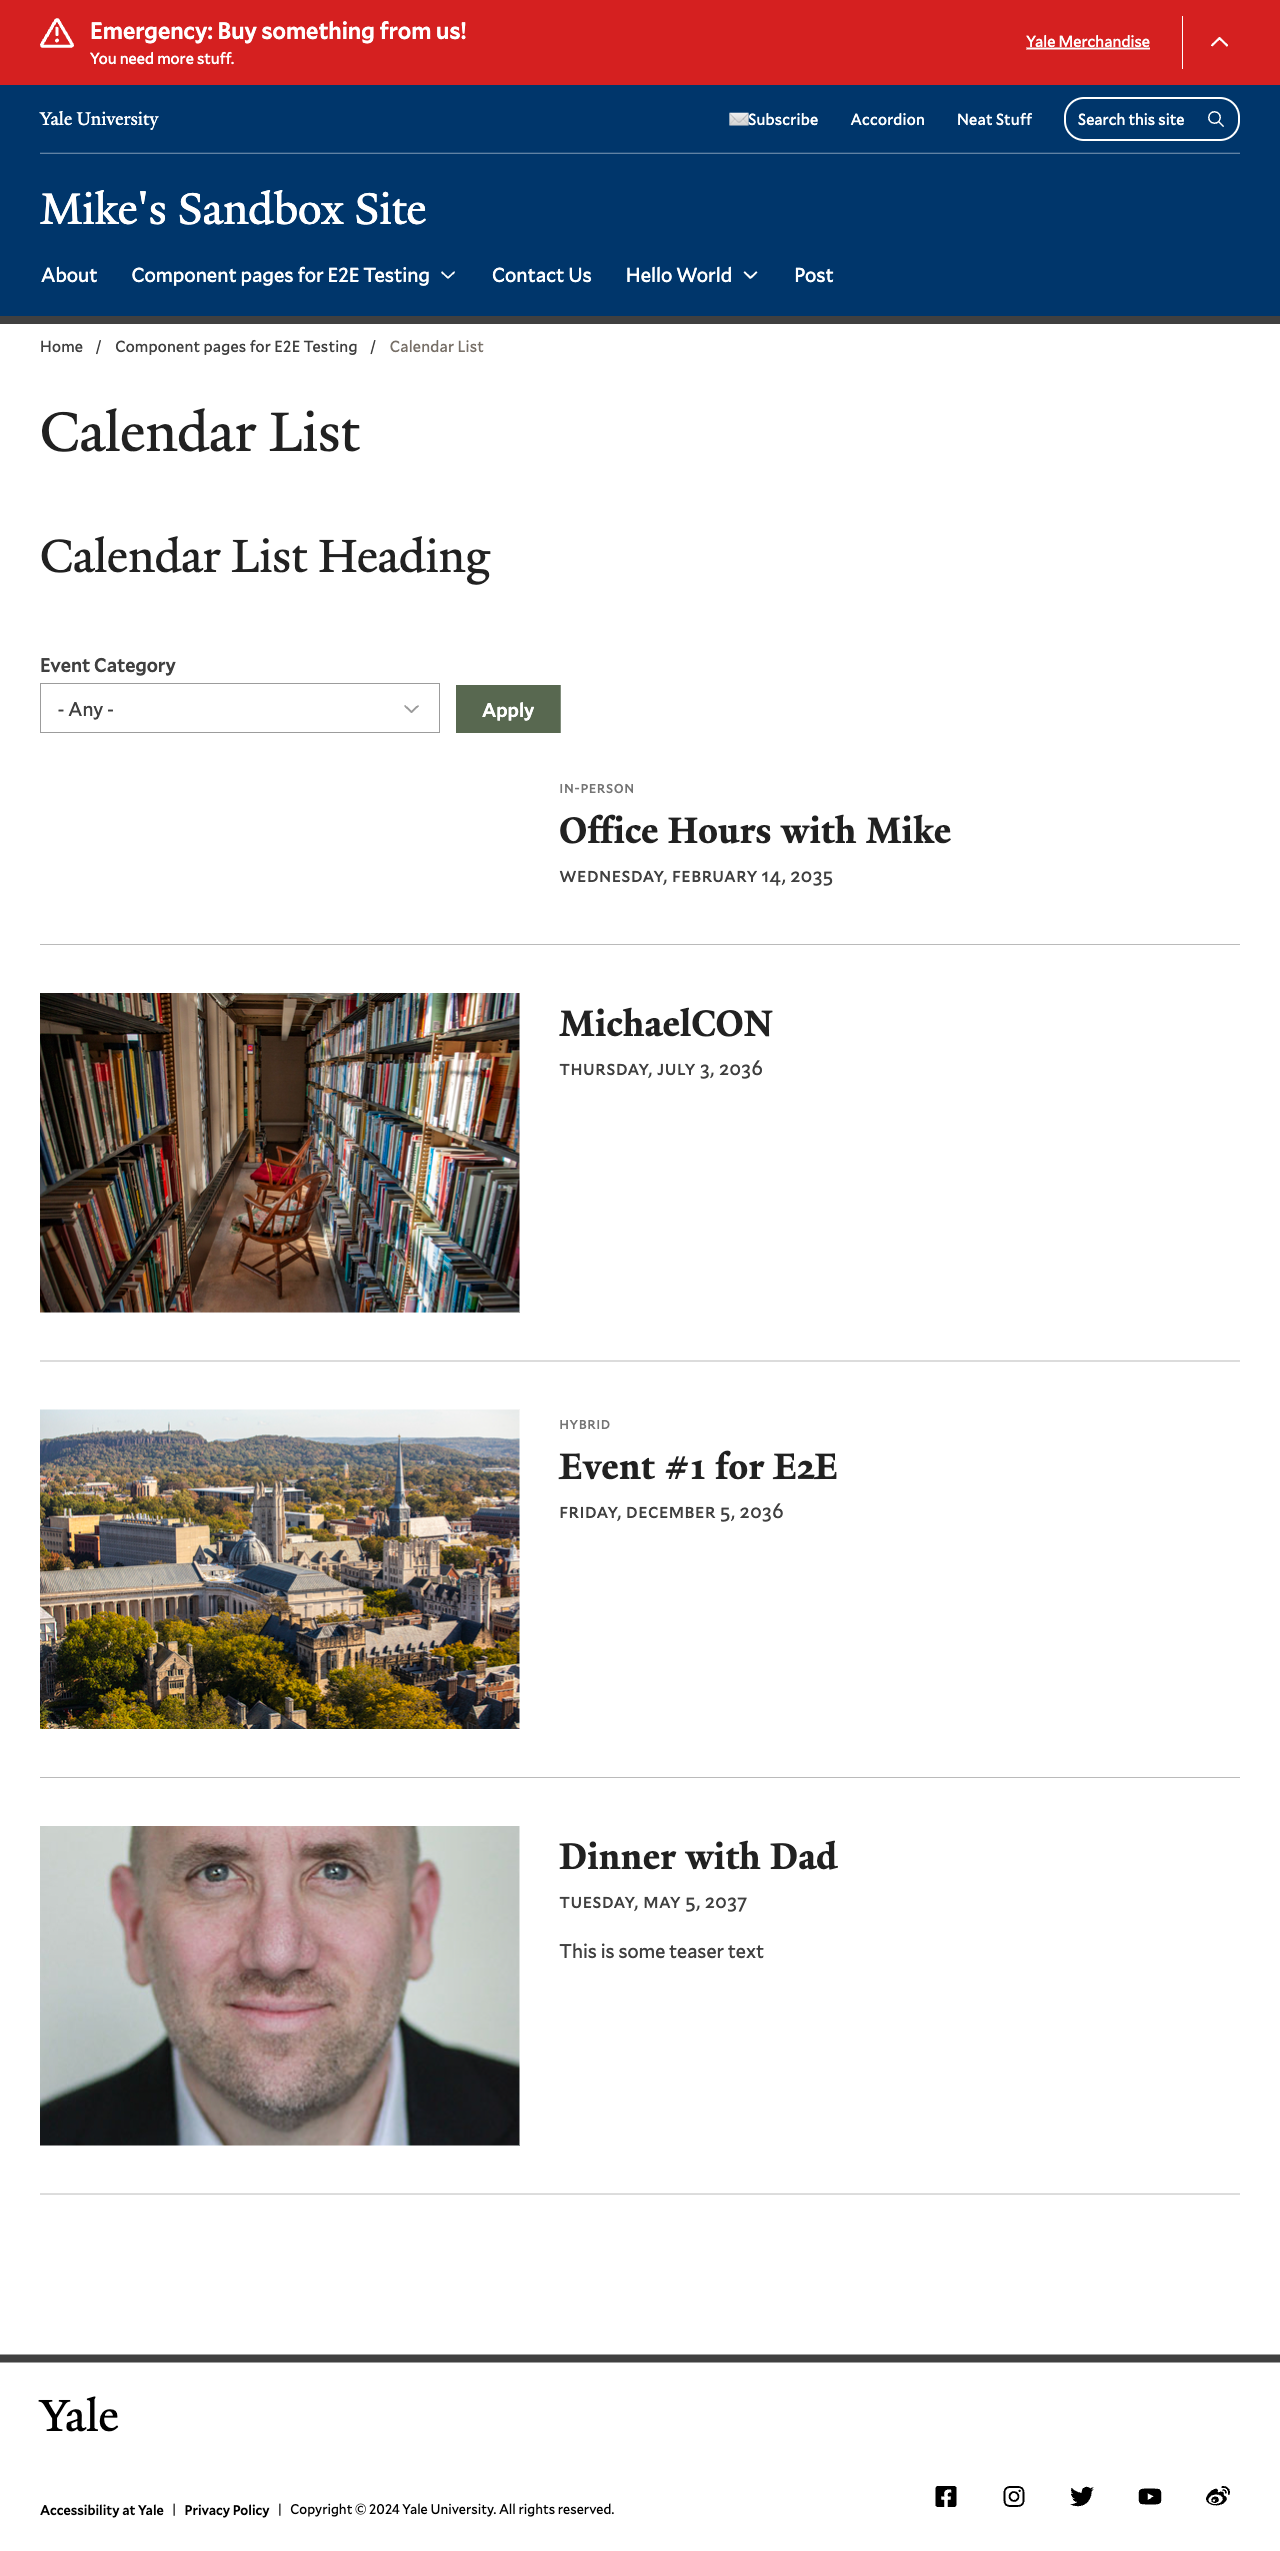 Emergency: Buy something from us!
You need more stuff.
Yale Merchandise
Yale University
Subscribe
Accordion
Neat Stuff
Search this site
Mike's Sandbox Site
About
Component pages for E2E Testing
Contact Us
Hello World
Post
Home / Component pages for E2E Testing / Calendar List
Calendar List
Calendar List Heading
Event Category
- Any -
Apply
IN-PERSON
Office Hours with Mike
WEDNESDAY, FEBRUARY 14, 2035
MichaelCON
THURSDAY, JULY 3, 2036
HYBRID
Event #1 for E2E
FRIDAY, DECEMBER 5, 2036
Dinner with Dad
TUESDAY, MAY 5, 2037
This is some teaser text
Yale
Accessibility at Yale | Privacy Policy | Copyright © 2024 Yale University. All rights reserved.